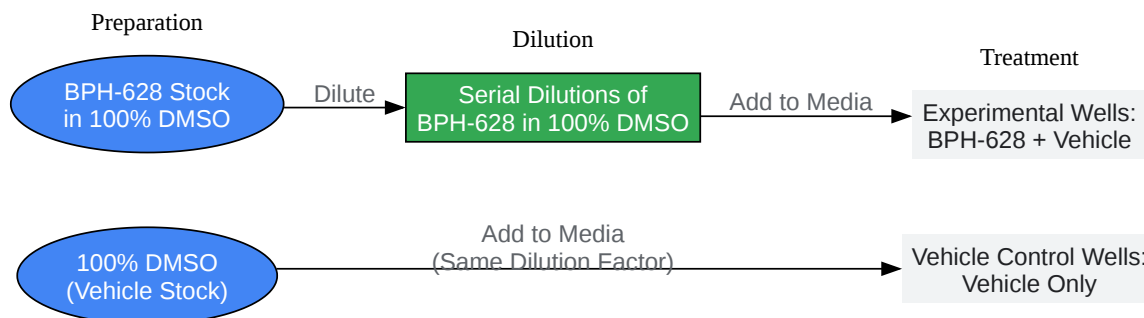 Preparation
Dilution
Treatment
BPH-628 Stock
in 100% DMSO
Dilute
Serial Dilutions of
BPH-628 in 100% DMSO
Add to Media
Experimental Wells:
BPH-628 + Vehicle
100% DMSO
(Vehicle Stock)
Add to Media
(Same Dilution Factor)
Vehicle Control Wells:
Vehicle Only